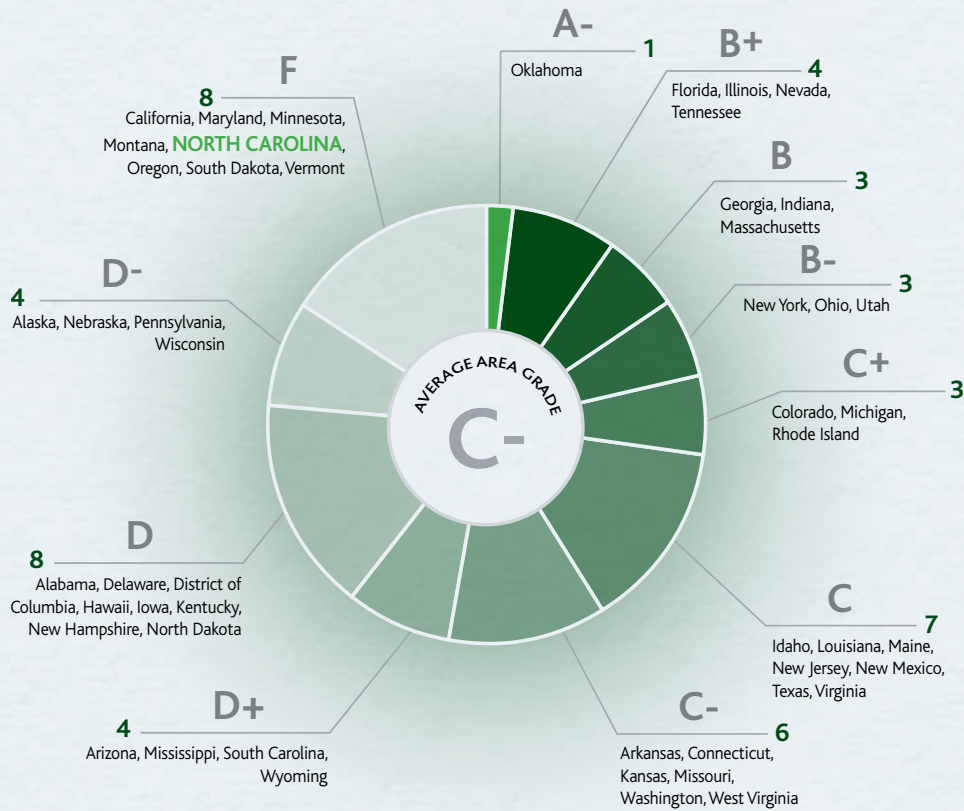 A-
1
Oklahoma
B+
4
Florida, Illinois, Nevada,
Tennessee
B
3
Georgia, Indiana,
Massachusetts
B-
3
New York, Ohio, Utah
C+
3
Colorado, Michigan,
Rhode Island
C
7
Idaho, Louisiana, Maine,
New Jersey, New Mexico,
Texas, Virginia
C-
6
Arkansas, Connecticut,
Kansas, Missouri,
Washington, West Virginia
D+
4
Arizona, Mississippi, South Carolina,
Wyoming
D
8
Alabama, Delaware, District of
Columbia, Hawaii, Iowa, Kentucky,
New Hampshire, North Dakota
D-
4
Alaska, Nebraska, Pennsylvania,
Wisconsin
F
8
California, Maryland, Minnesota,
Montana, NORTH CAROLINA,
Oregon, South Dakota, Vermont
AVERAGE AREA GRADE
C-